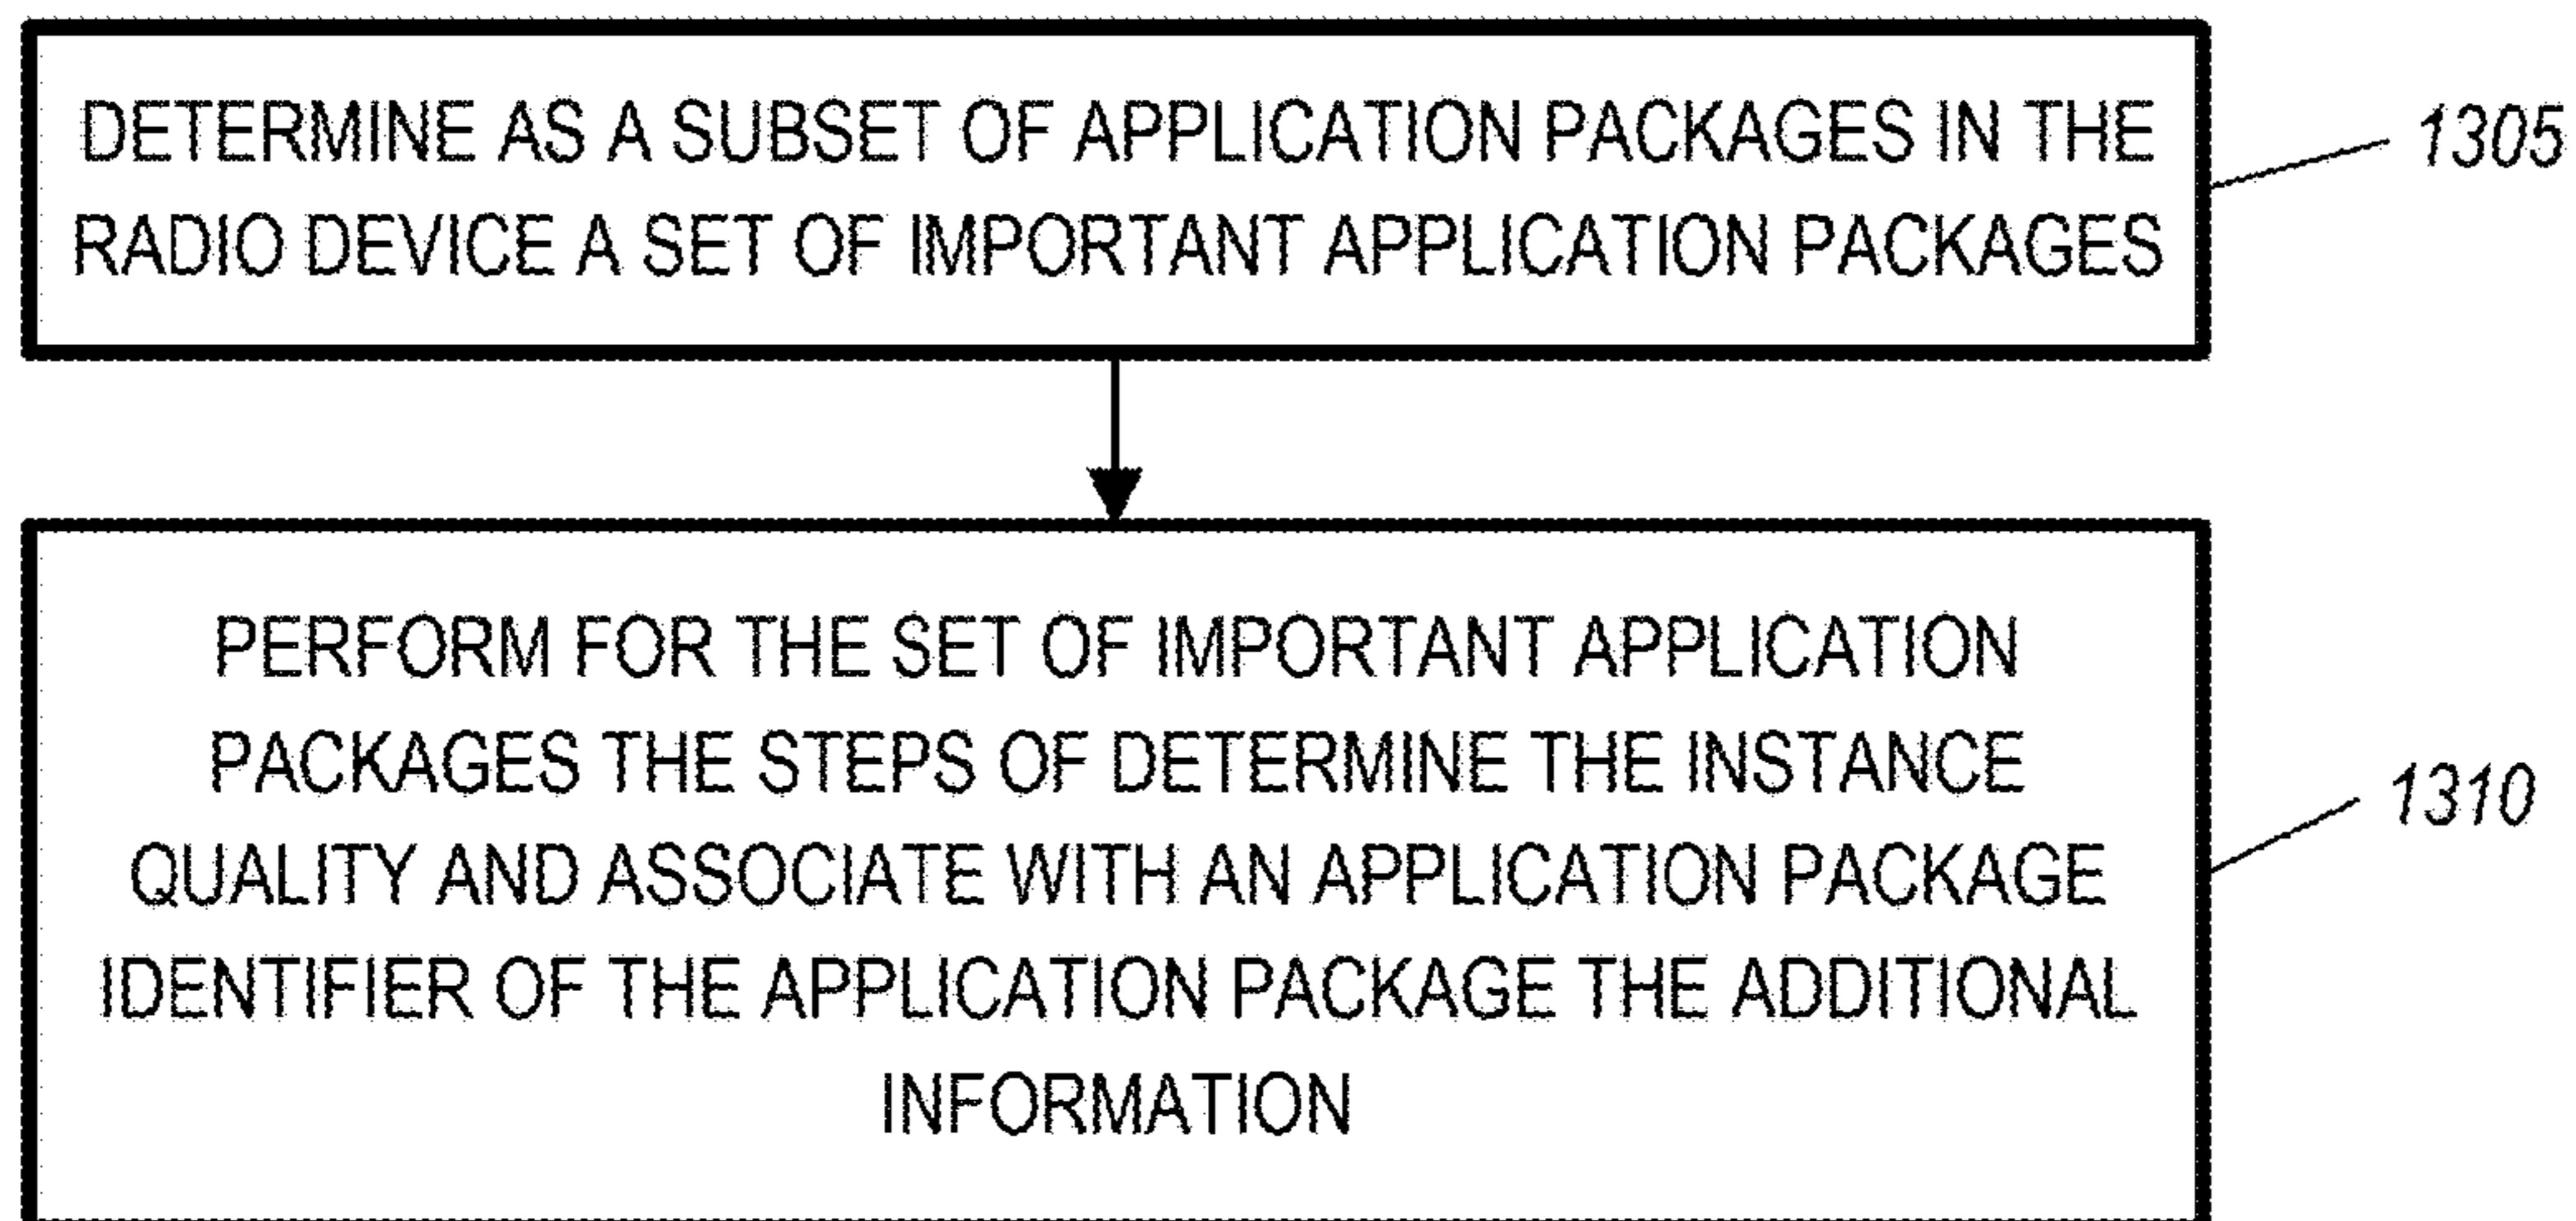 DETERMINE AS A SUBSET OF APPLICATION PACKAGES IN THE
RADIO DEVICE A SET OF IMPORTANT APPLICATION PACKAGES
1305
PERFORM FOR THE SET OF IMPORTANT APPLICATION
PACKAGES THE STEPS OF DETERMINE THE INSTANCE
QUALITY AND ASSOCIATE WITH AN APPLICATION PACKAGE
IDENTIFIER OF THE APPLICATION PACKAGE THE ADDITIONAL
INFORMATION
1310